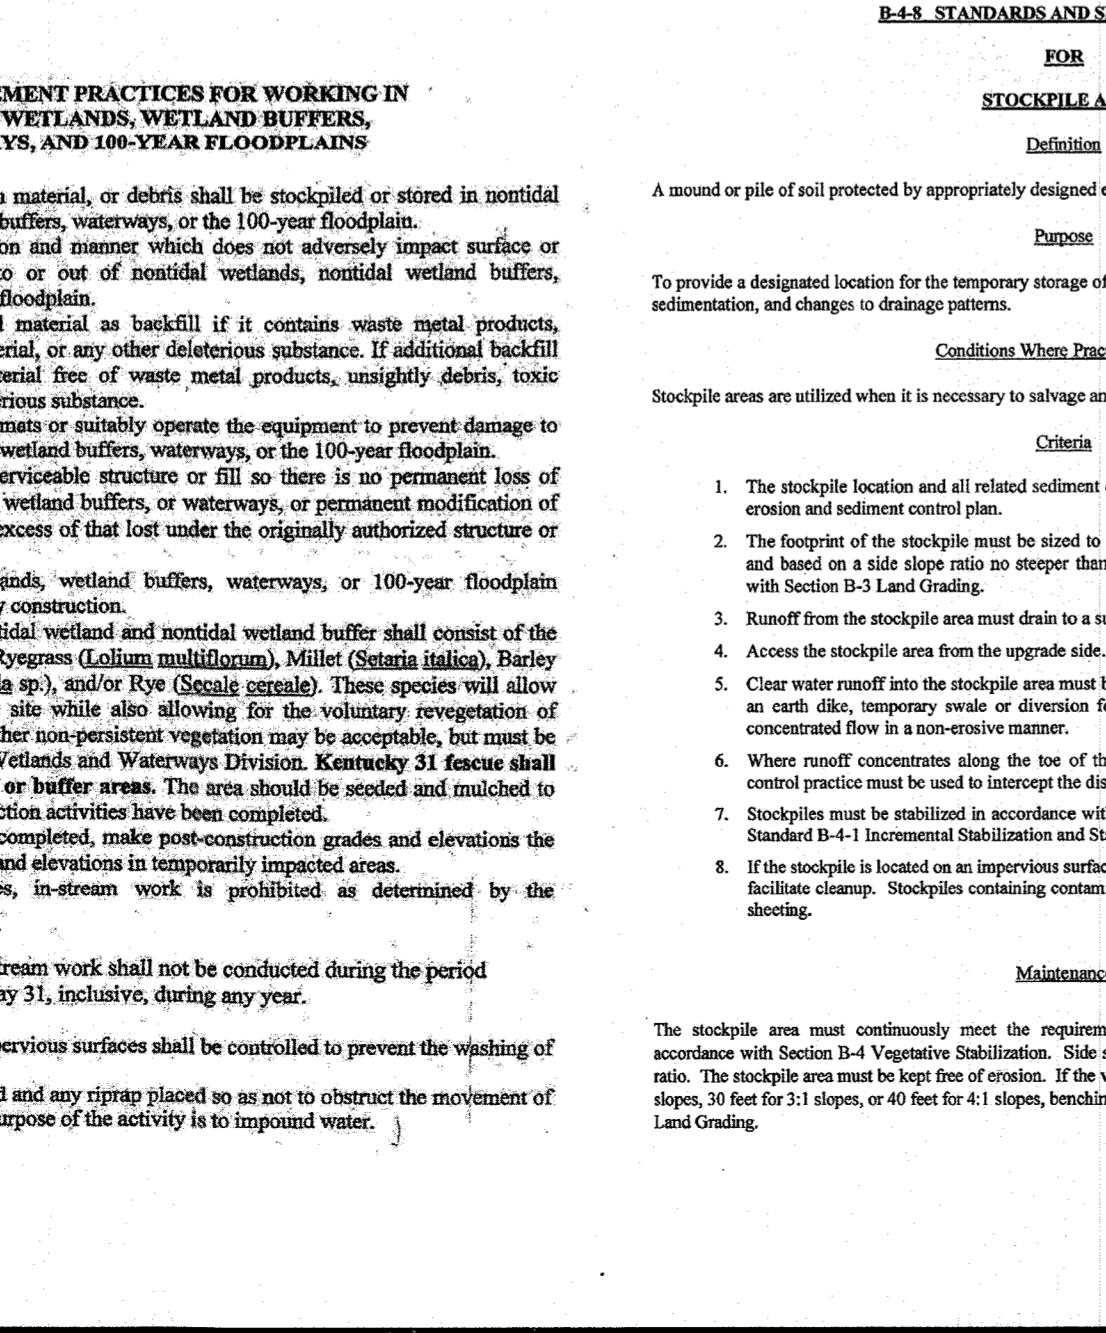 MENT PRACTICES FOR WORKING IN
WETLANDS, WETLAND BUFFERS,
YS, AND 100-YEAR FLOODPLAINS
material, or debris shall be stockpiled or stored in nontidal
buffers, waterways, or the 100-year floodplain.
on and manner which does not adversely impact surface or
o or out of nontidal wetlands, nontidal wetland buffers,
floodplain.
material as backfill if it contains waste metal products,
erial, or any other deleterious substance. If additional backfill
terial free of waste metal products, unsightly debris, toxic
rious substance.
mats or suitably operate the equipment to prevent damage to
wetland buffers, waterways, or the 100-year floodplain.
erviceable structure or fill so there is no permanent loss of
wetland buffers, or waterways, or permanent modification of
excess of that lost under the originally authorized structure or
ands, wetland buffers, waterways, or 100-year floodplain
construction.
tidal wetland and nontidal wetland buffer shall consist of the
Ryegrass (Lolium multiflorum), Millet (Setaria italica), Barley
a sp.), and/or Rye (Secale cereale). These species will allow
site while also allowing for the voluntary revegetation of
her non-persistent vegetation may be acceptable, but must be
Wetlands and Waterways Division. Kentucky 31 fescue shall
or buffer areas. The area should be seeded and mulched to
ction activities have been completed.
completed, make post-construction grades and elevations the
and elevations in temporarily impacted areas.
es, in-stream work is prohibited as determined by the
tream work shall not be conducted during the period
ay 31, inclusive, during any year.
pervious surfaces shall be controlled to prevent the washing of
d and any riprap placed so as not to obstruct the movement of
urpose of the activity is to impound water.
B-4-8 STANDARDS AND S
FOR
STOCKPILE A
Definition
A mound or pile of soil protected by appropriately designed e
Purpose
To provide a designated location for the temporary storage of
sedimentation, and changes to drainage patterns.
Conditions Where Prac
Stockpile areas are utilized when it is necessary to salvage an
Criteria
1. The stockpile location and all related sediment
erosion and sediment control plan.
2. The footprint of the stockpile must be sized to
and based on a side slope ratio no steeper than
with Section B-3 Land Grading.
3. Runoff from the stockpile area must drain to a su
4. Access the stockpile area from the upgrade side.
5. Clear water runoff into the stockpile area must b
an earth dike, temporary swale or diversion fe
concentrated flow in a non-erosive manner.
6. Where runoff concentrates along the toe of th
control practice must be used to intercept the dis
7. Stockpiles must be stabilized in accordance wit
Standard B-4-1 Incremental Stabilization and St
8. If the stockpile is located on an impervious surfac
facilitate cleanup. Stockpiles containing contam
sheeting.
Maintenance
The stockpile area must continuously meet the requirem
accordance with Section B-4 Vegetative Stabilization. Side s
ratio. The stockpile area must be kept free of erosion. If the v
slopes, 30 feet for 3:1 slopes, or 40 feet for 4:1 slopes, benchin
Land Grading.